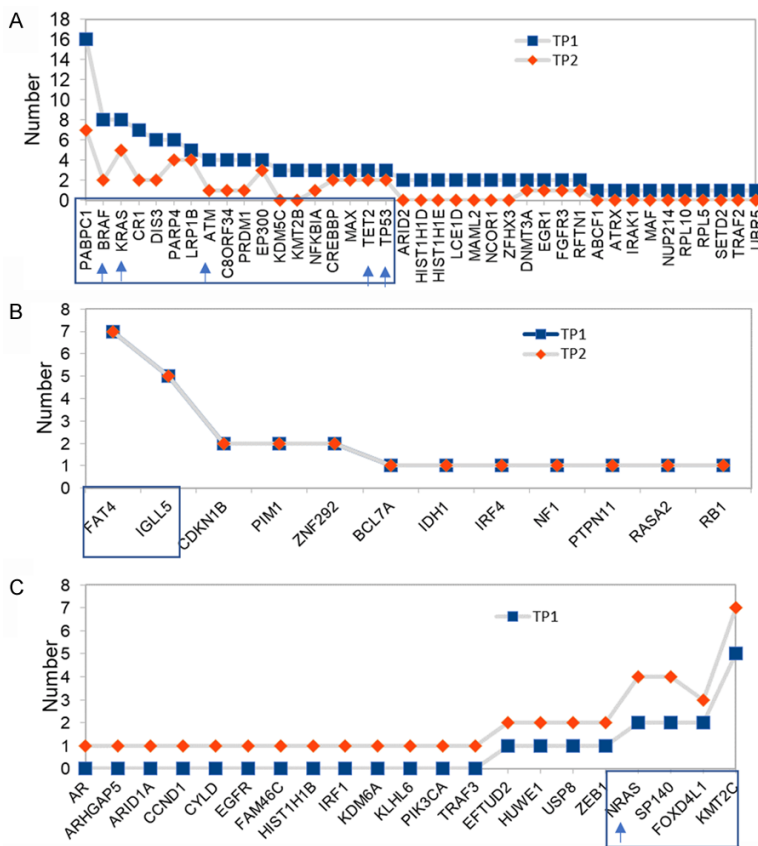 A
Number
18
16
14
12
10
8
6
4
2
0
TP1
TP2
PABPC1
BRAF
KRAS
CR1
DIS3
PARP4
LRP1B
ATM
C8ORF34
PRDM1
EP300
KDM5C
KMT2B
NFKBIA
CREBBP
MAX
TET2
TP53
ARID2
HIST1H1D
HIST1H1E
LCE1D
MAML2
NCOR1
ZFHX3
DNMT3A
EGR1
FGFR3
RFTN1
ABCF1
ATRX
IRAK1
MAF
NUP214
RPL10
RPL5
SETD2
TRAF2
UBR5
B
Number
8
7
6
5
4
3
2
1
0
TP1
TP2
FAT4
IGLL5
CDKN1B
PIM1
ZNF292
BCL7A
IDH1
IRF4
NF1
PTPN11
RASA2
RB1
C
Number
8
7
6
5
4
3
2
1
0
TP1
AR
ARHGAP5
ARID1A
CCND1
CYLD
EGFR
FAM46C
HIST1H1B
IRF1
KDM6A
KLHL6
PIK3CA
TRAF3
EFTUD2
HUWE1
USP8
ZEB1
NRAS
SP140
FOXD4L1
KMT2C